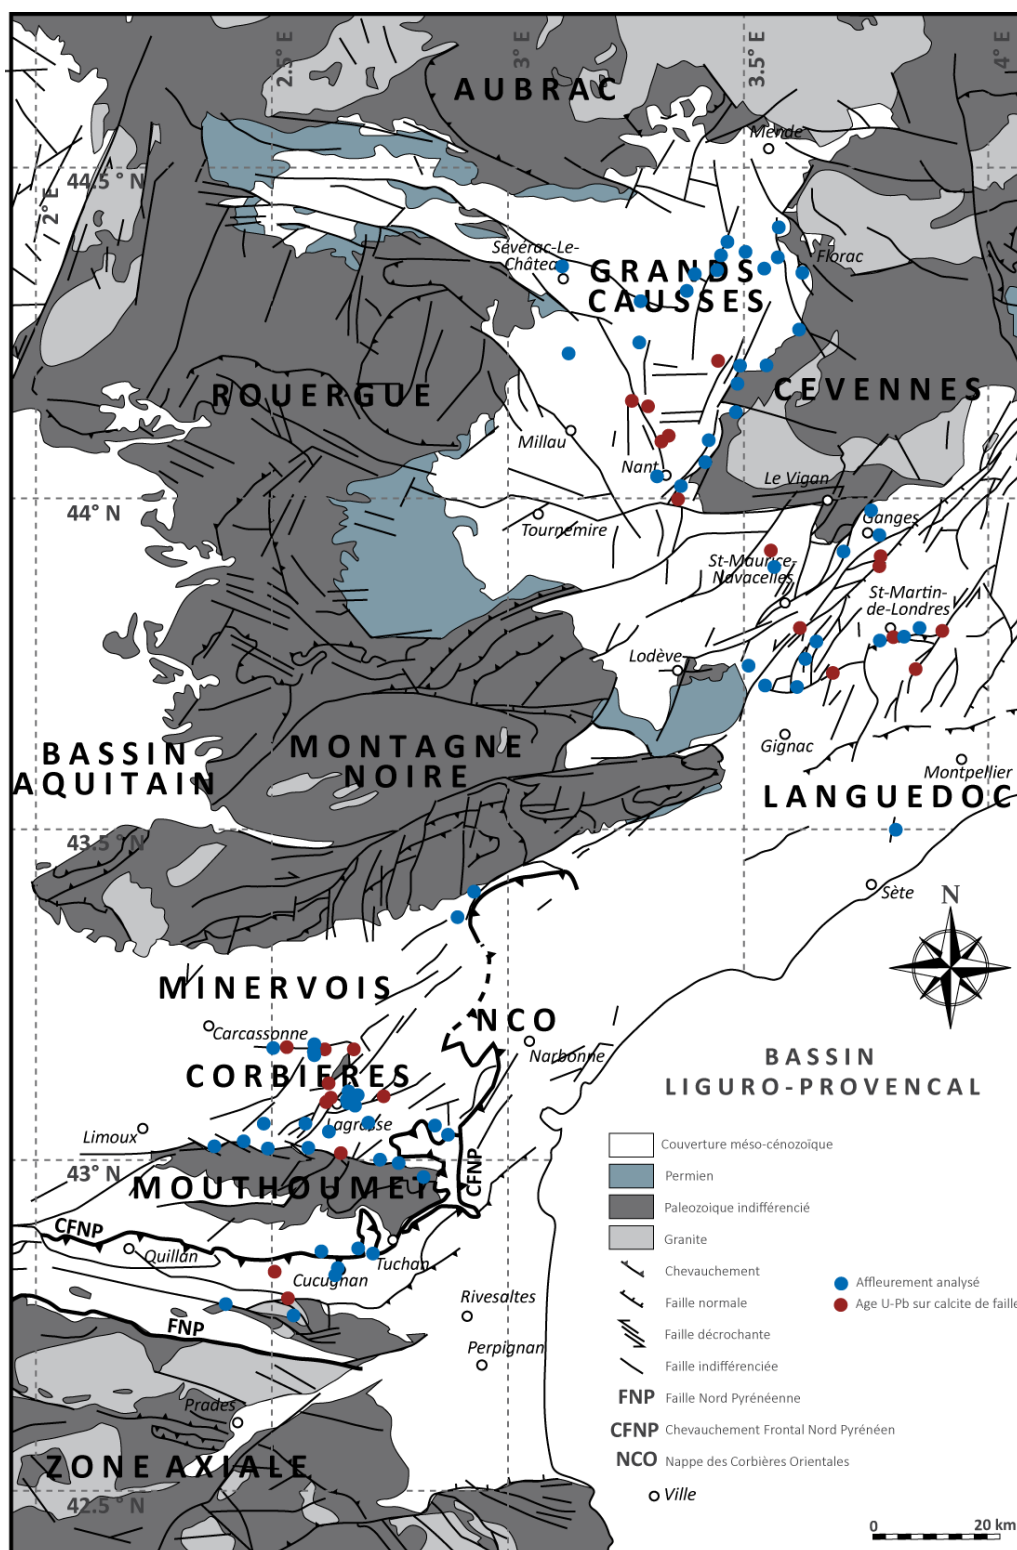 2.5° E
3° E
3.5° E
4° E
AUBRAC
Mende
44.5 ° N
2° E
Sévérac-Le-
Châtea
GRANDS
CAUSSES
Florac
ROUERGUE
CEVENNES
Millau
Nant
Le Vigan
44° N
Tournemire
Ganges
St-Maurice-
Navacelles
St-Martin-
de-Londres
Lodève
BASSIN
AQUITAIN
MONTAGNE
NOIRE
Gignac
Montpellier
LANGUEDOC
43.5 ° N
Sète
N
MINERVOIS
NCO
Carcassonne
Narbonne
CORBIERES
BASSIN
LIGURO-PROVENCAL
Lagrasse
Limoux
43° N
MOUTHOUMET
CFNP
CFNP
Quillan
Tuchan
Cucugnan
Rivesaltes
FNP
Perpignan
Prades
ZONE AXIALE
42.5 ° N
Couverture méso-cénozoïque
Permien
Paleozoique indifférencié
Granite
Chevauchement
Faille normale
Faille décrochante
Faille indifférenciée
FNP Faille Nord Pyrénéenne
CFNP Chevauchement Frontal Nord Pyrénéen
NCO Nappe des Corbières Orientales
Ville
Affleurement analysé
Age U-Pb sur calcite de faille
0 20 km